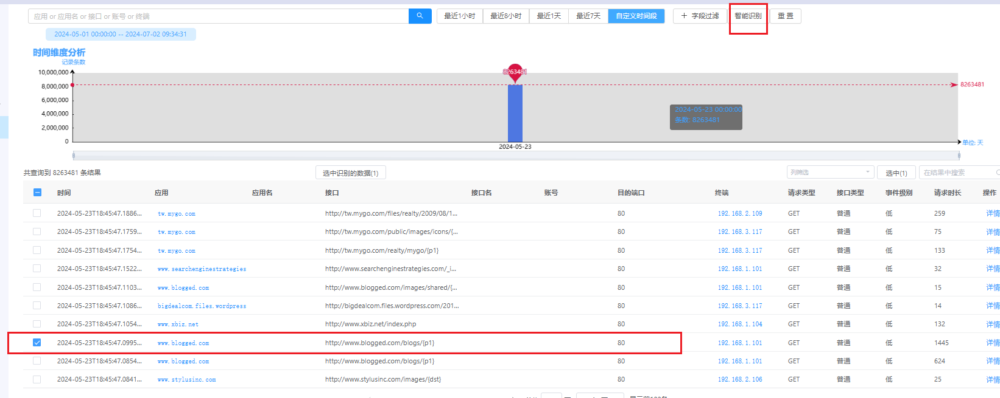 应用 or 应用名 or 接口 or 账号 or 终端 最近1小时 最近8小时 最近1天 最近7天 自定义时间段 + 字段过滤 智能识别 重 置
2024-05-01 00:00:00 -- 2024-07-02 09:34:31
时间维度分析
记录条数
10,000,000
8263481
8,000,000
8263481
6,000,000
2024-05-23 00:00:00
4,000,000
条数: 8263481
2,000,000
0
单位: 天
2024-05-23
共查询到 8263481 条结果 选中识别的数据(1) 列筛选 选中(1) 在结果中搜索
时间 应用 应用名 接口 接口名 账号 目的端口 终端 请求类型 接口类型 事件级别 请求时长 操作
2024-05-23T18:45:47.1886... tw.mygo.com http://tw.mygo.com/files/realty/2009/08/1... 80 192.168.2.109 GET 普通 低 259 详情
2024-05-23T18:45:47.1759... tw.mygo.com http://tw.mygo.com/public/images/icons/{... 80 192.168.3.117 GET 普通 低 75 详情
2024-05-23T18:45:47.1754... tw.mygo.com http://tw.mygo.com/realty/mygo/{p1} 80 192.168.3.117 GET 普通 低 133 详情
2024-05-23T18:45:47.1522... www.searchenginestrategies http://www.searchenginestrategies.com/_i... 80 192.168.1.101 GET 普通 低 32 详情
2024-05-23T18:45:47.1103... www.blogged.com http://www.blogged.com/images/shared/{... 80 192.168.1.101 GET 普通 低 15 详情
2024-05-23T18:45:47.1086... bigdealcom.files.wordpress http://bigdealcom.files.wordpress.com/201... 80 192.168.3.117 GET 普通 低 14 详情
2024-05-23T18:45:47.1054... www.xbiz.net http://www.xbiz.net/index.php 80 192.168.1.104 GET 普通 低 132 详情
2024-05-23T18:45:47.0995... www.blogged.com http://www.blogged.com/blogs/{p1} 80 192.168.1.101 GET 普通 低 1445 详情
2024-05-23T18:45:47.0854... www.blogged.com http://www.blogged.com/blogs/{p1} 80 192.168.1.101 GET 普通 低 624 详情
2024-05-23T18:45:47.0841... www.stylusinc.com http://www.stylusinc.com/images/{dst} 80 192.168.2.106 GET 普通 低 25 详情